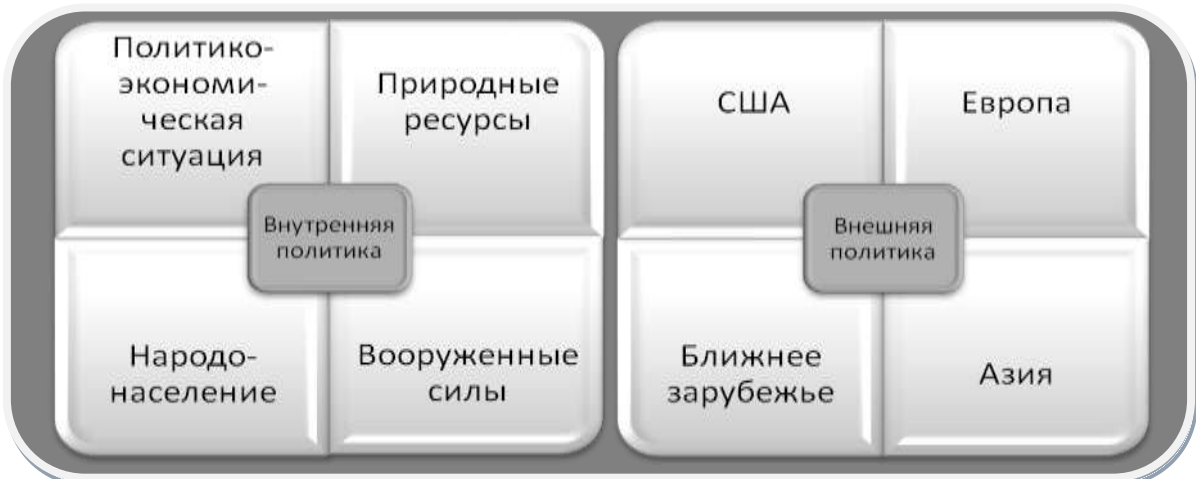 Политико-
экономи-
ческая
ситуация
Природные
ресурсы
Внутренняя
политика
Народо-
население
Вооруженные
силы
США
Европа
Внешняя
политика
Ближнее
зарубежье
Азия